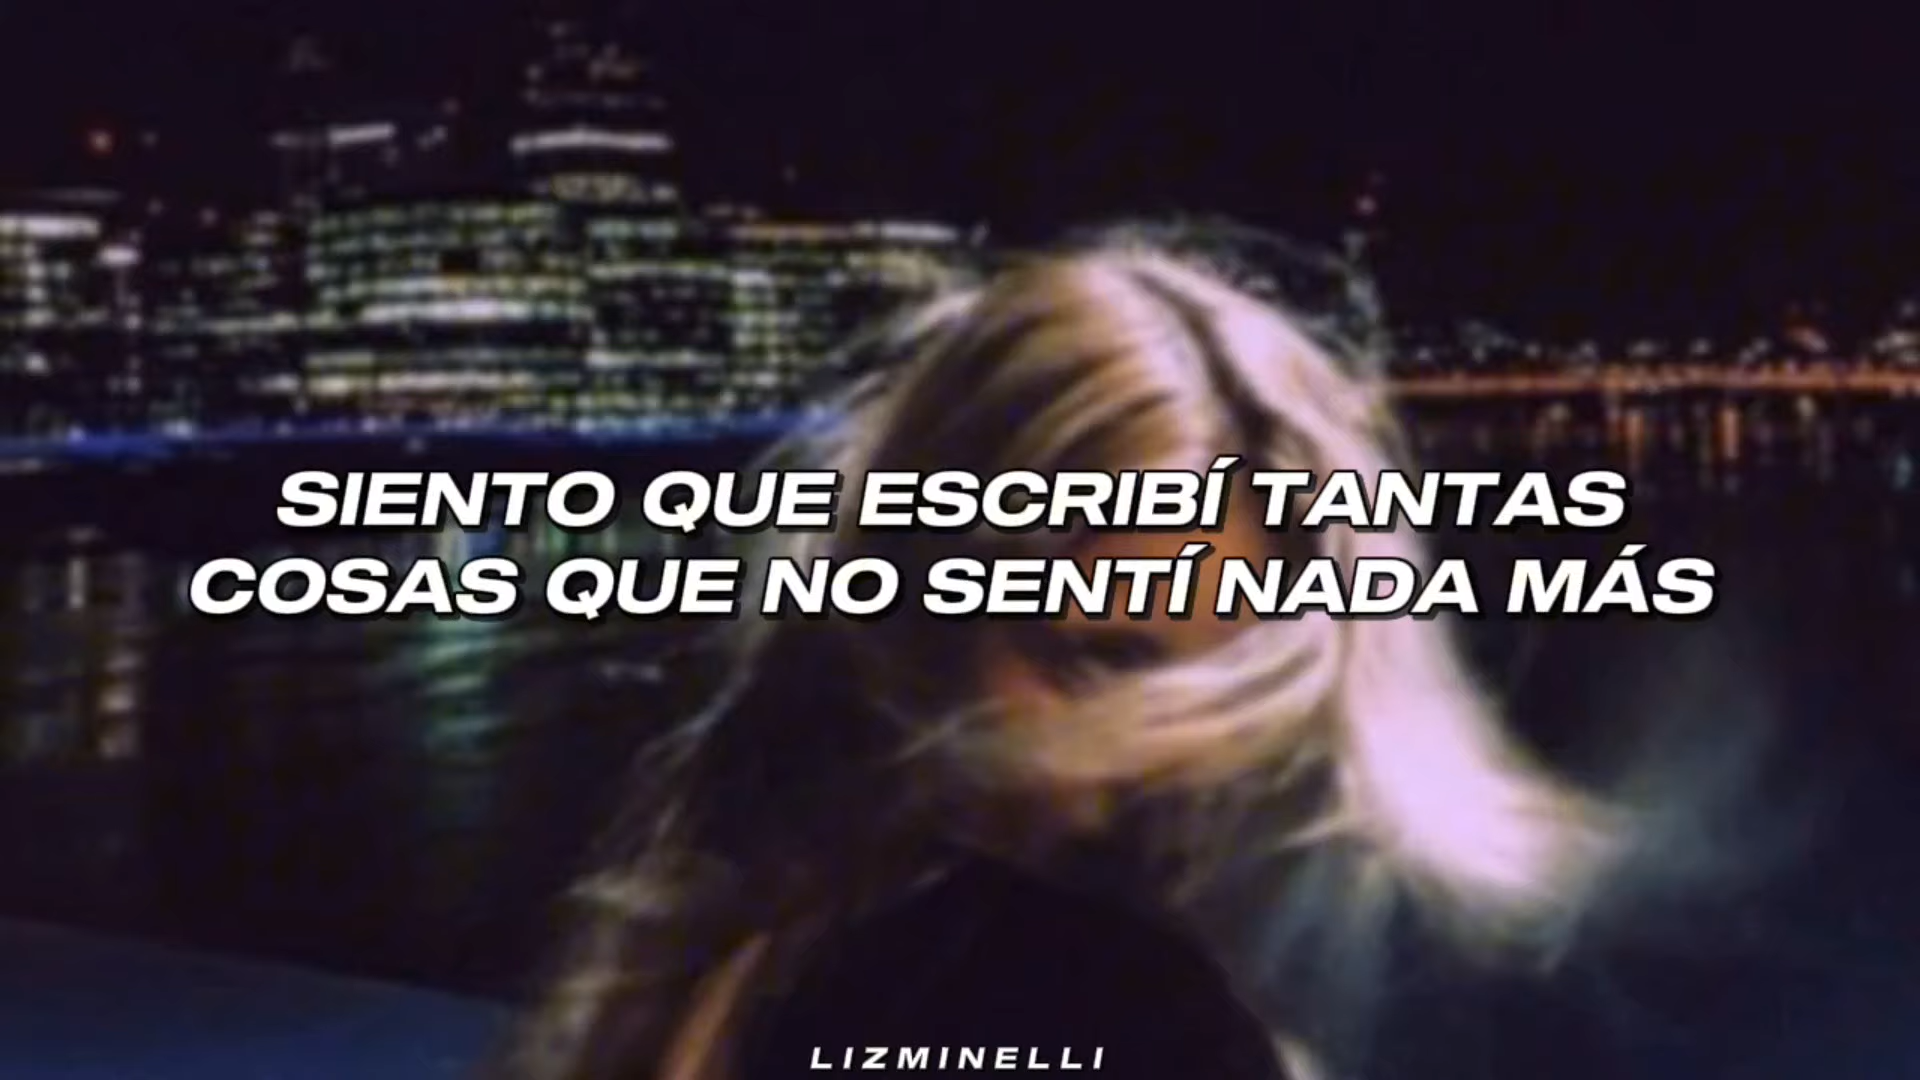 SIENTO QUE ESCRIBÍ TANTAS
COSAS QUE NO SENTÍ NADA MÁS
LIZMINELLI